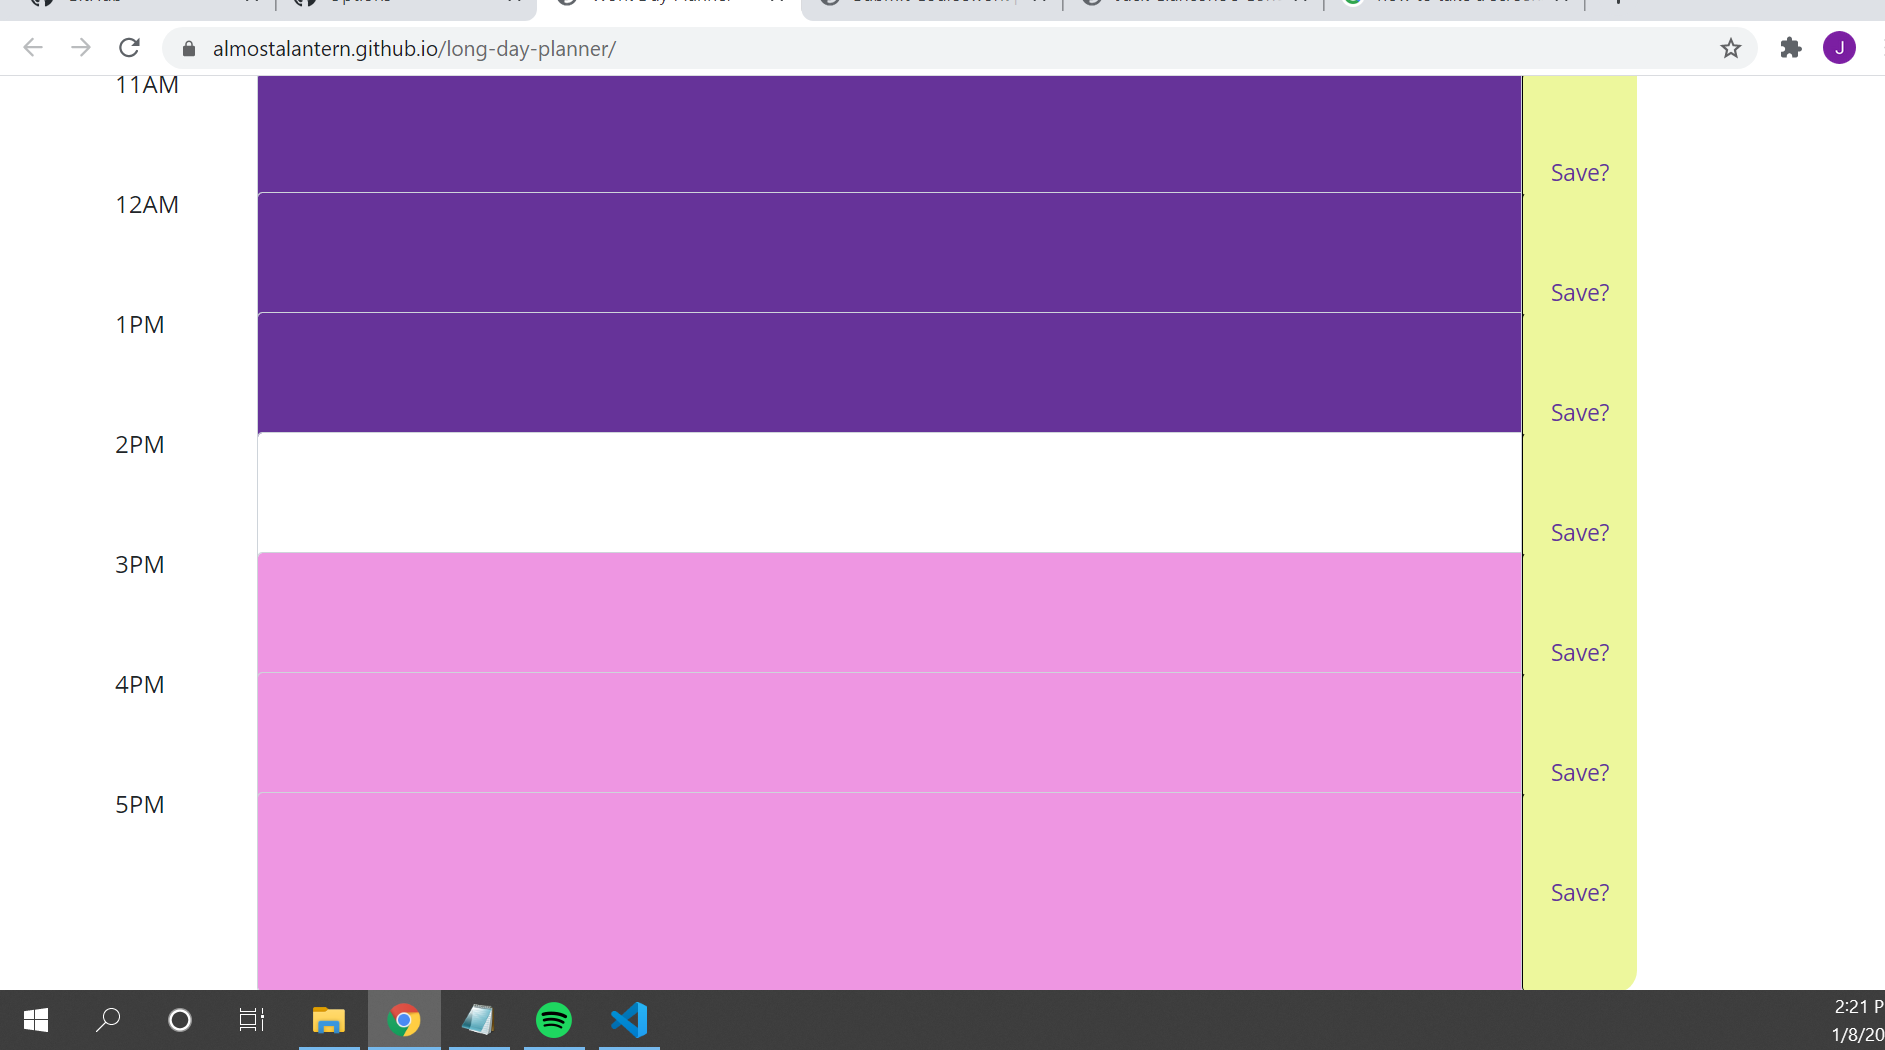 almostalantern.github.io/long-day-planner/
J
11AM
Save?
12AM
Save?
1PM
Save?
2PM
Save?
3PM
Save?
4PM
Save?
5PM
Save?
2:21 P
1/8/20